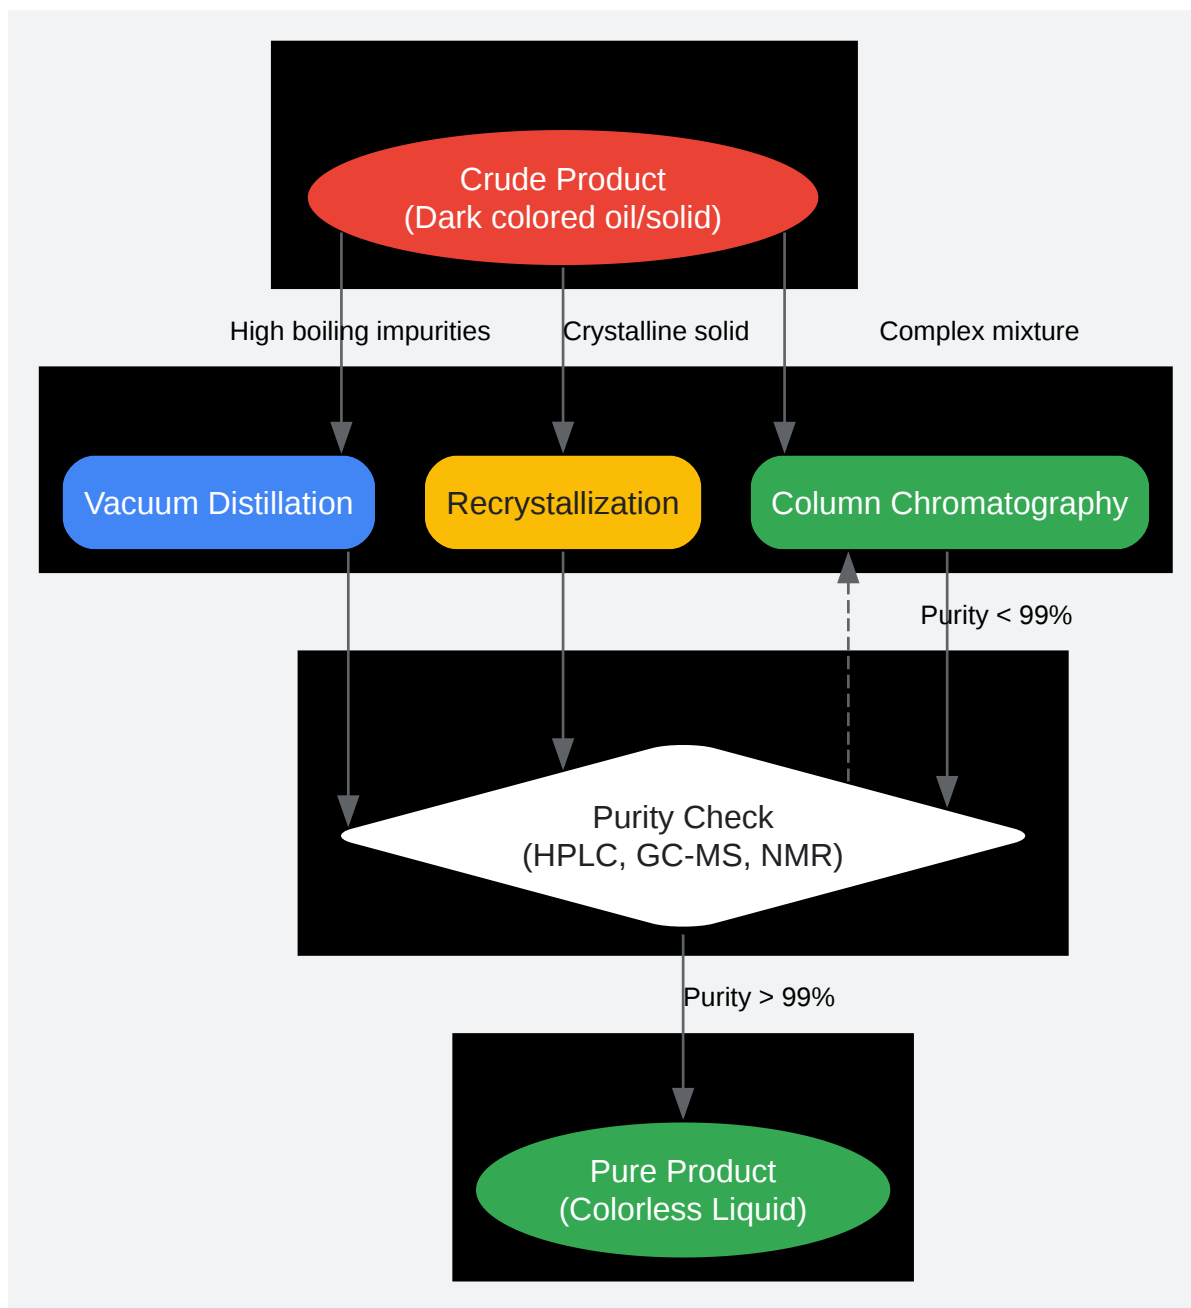 Crude Product
(Dark colored oil/solid)
High boiling impurities
Crystalline solid
Complex mixture
Vacuum Distillation
Recrystallization
Column Chromatography
Purity < 99%
Purity Check
(HPLC, GC-MS, NMR)
Purity > 99%
Pure Product
(Colorless Liquid)